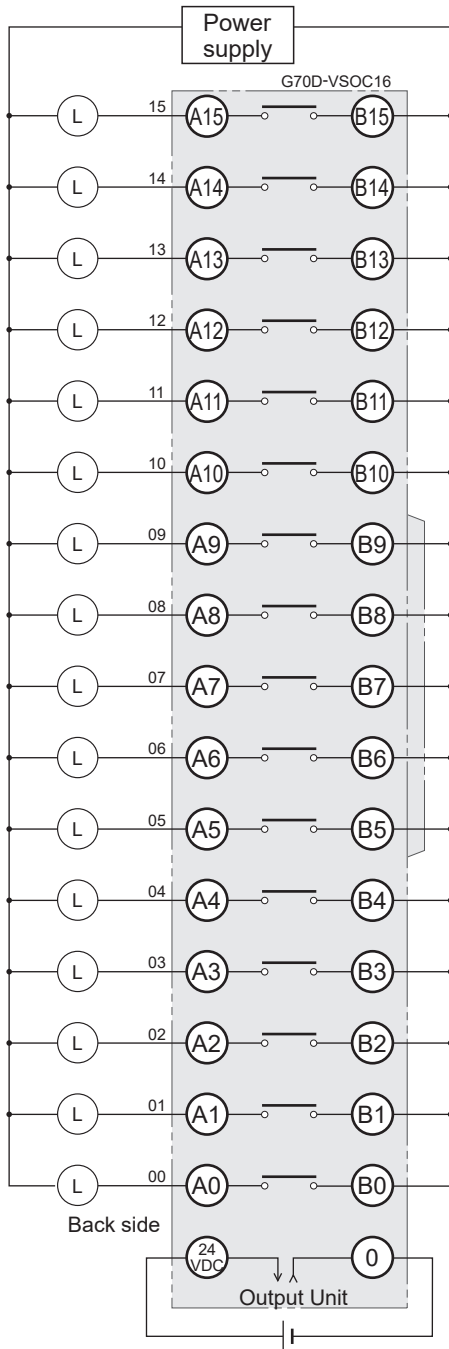 Power
supply
G70D-VSOC16
L 15 A15 B15
L 14 A14 B14
L 13 A13 B13
L 12 A12 B12
L 11 A11 B11
L 10 A10 B10
L 09 A9 B9
L 08 A8 B8
L 07 A7 B7
L 06 A6 B6
L 05 A5 B5
L 04 A4 B4
L 03 A3 B3
L 02 A2 B2
L 01 A1 B1
L 00 A0 B0
Back side
24
VDC 0
Output Unit